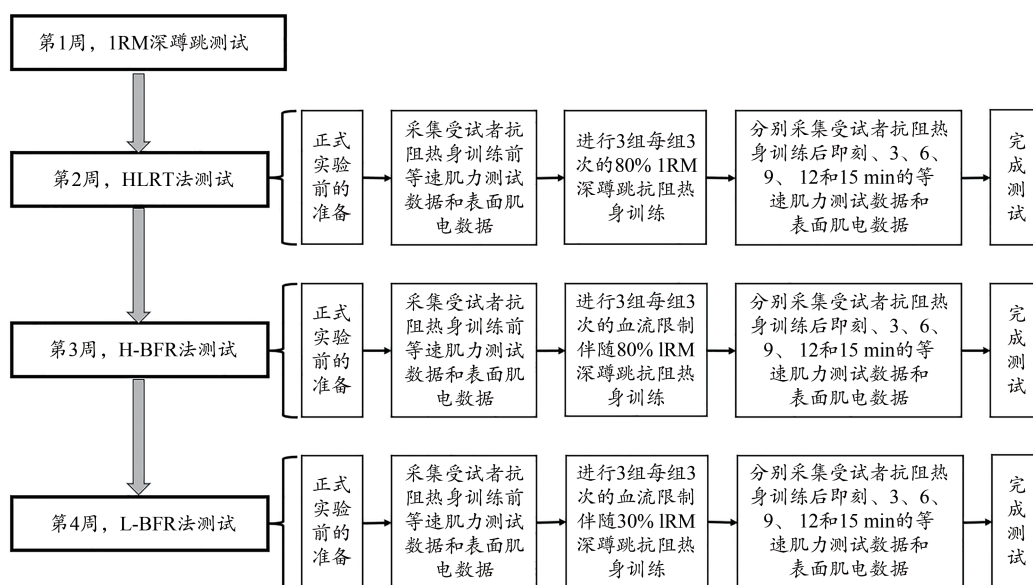 第1周，1RM深蹲跳测试
第2周，HLRT法测试
正式
实验
前的
准备
采集受试者抗
阻热身训练前
等速肌力测试
数据和表面肌
电数据
进行3组每组3
次的80% 1RM
深蹲跳抗阻热
身训练
分别采集受试者抗阻热
身训练后即刻、3、6、
9、 12和15 min的等
速肌力测试数据和
表面肌电数据
完
成
测
试
第3周，H-BFR法测试
正式
实验
前的
准备
采集受试者抗
阻热身训练前
等速肌力测试
数据和表面肌
电数据
进行3组每组3
次的血流限制
伴随80% lRM
深蹲跳抗阻热
身训练
分别采集受试者抗阻热
身训练后即刻、3、6、
9、 12和15 min的等
速肌力测试数据和
表面肌电数据
完
成
测
试
第4周，L-BFR法测试
正式
实验
前的
准备
采集受试者抗
阻热身训练前
等速肌力测试
数据和表面肌
电数据
进行3组每组3
次的血流限制
伴随30% lRM
深蹲跳抗阻热
身训练
分别采集受试者抗阻热
身训练后即刻、3、6、
9、 12和15 min的等
速肌力测试数据和
表面肌电数据
完
成
测
试